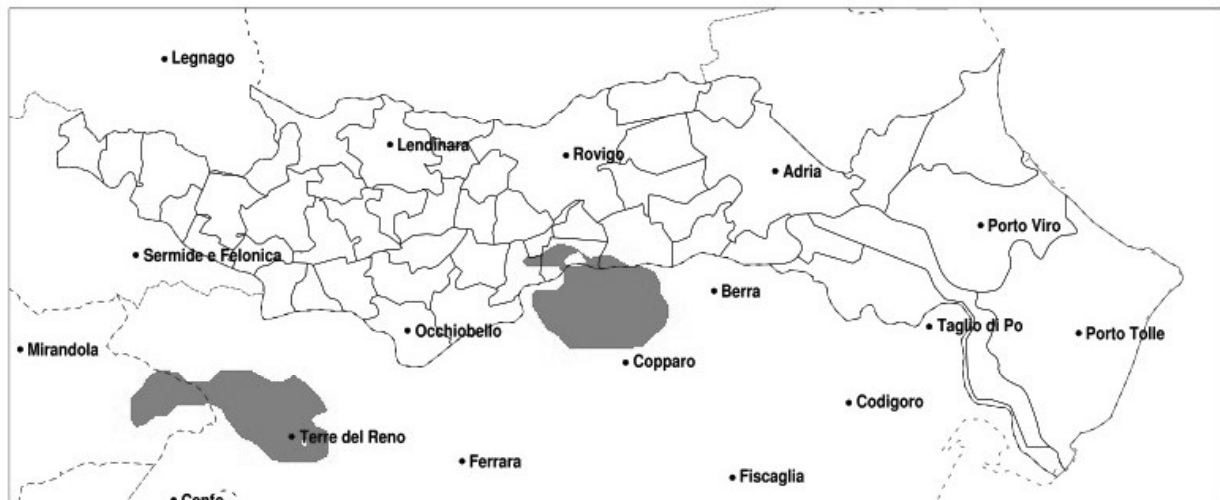 Legnago
Lendinara
Rovigo
Adria
Porto Viro
Sermide e Felonica
Berra
Occhiobello
Taglio di Po
Porto Tolle
Mirandola
Copparo
Codigoro
Terre del Reno
Ferrara
Fiscaglia